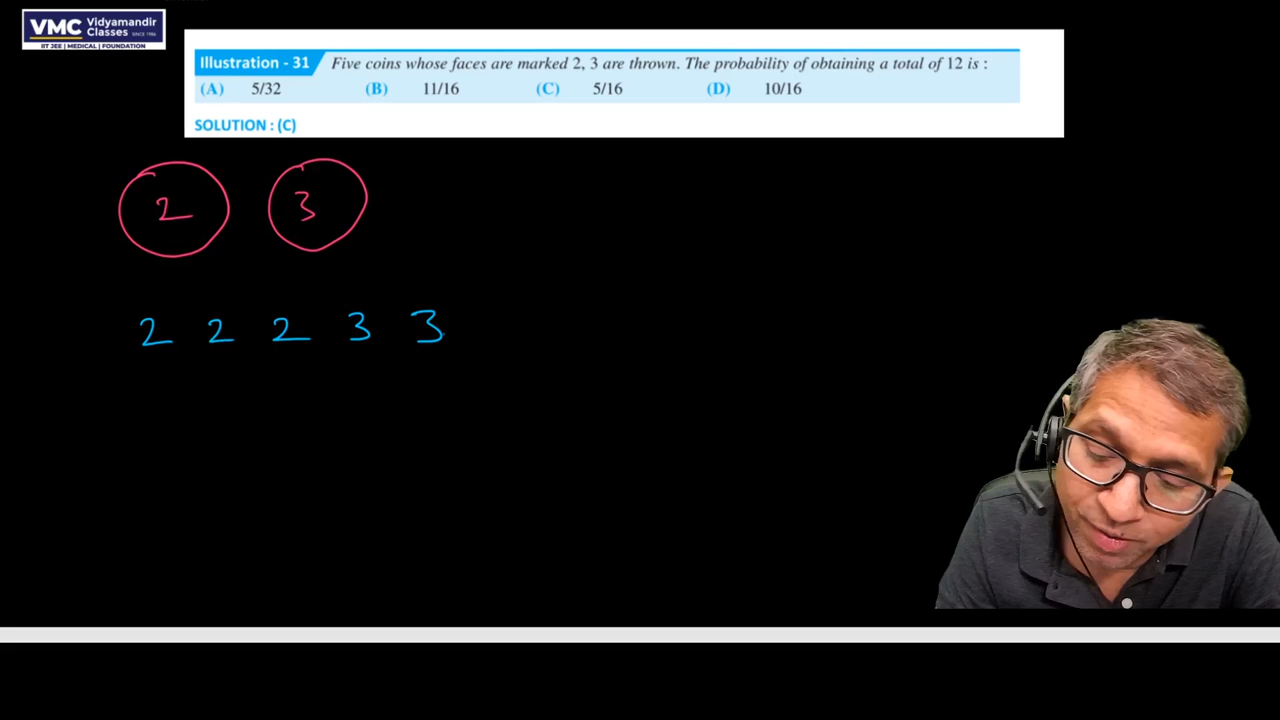 VMC Vidyamandir Classes SINCE 1986
IIT JEE | MEDICAL | FOUNDATION
Illustration - 31 Five coins whose faces are marked 2, 3 are thrown. The probability of obtaining a total of 12 is :
(A) 5/32 (B) 11/16 (C) 5/16 (D) 10/16
SOLUTION : (C)
2 3
2 2 2 3 3